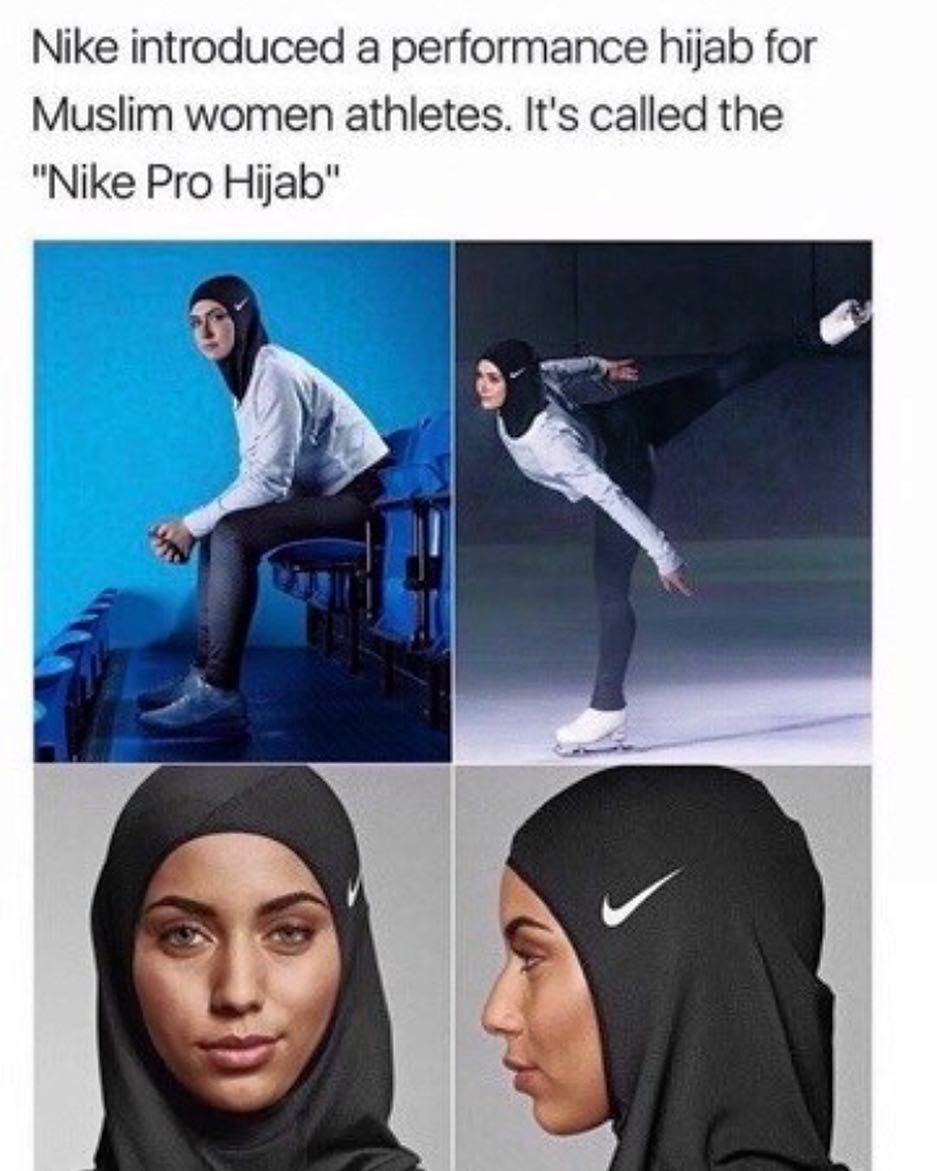 Nike introduced a performance hijab for
Muslim women athletes. It's called the
"Nike Pro Hijab"